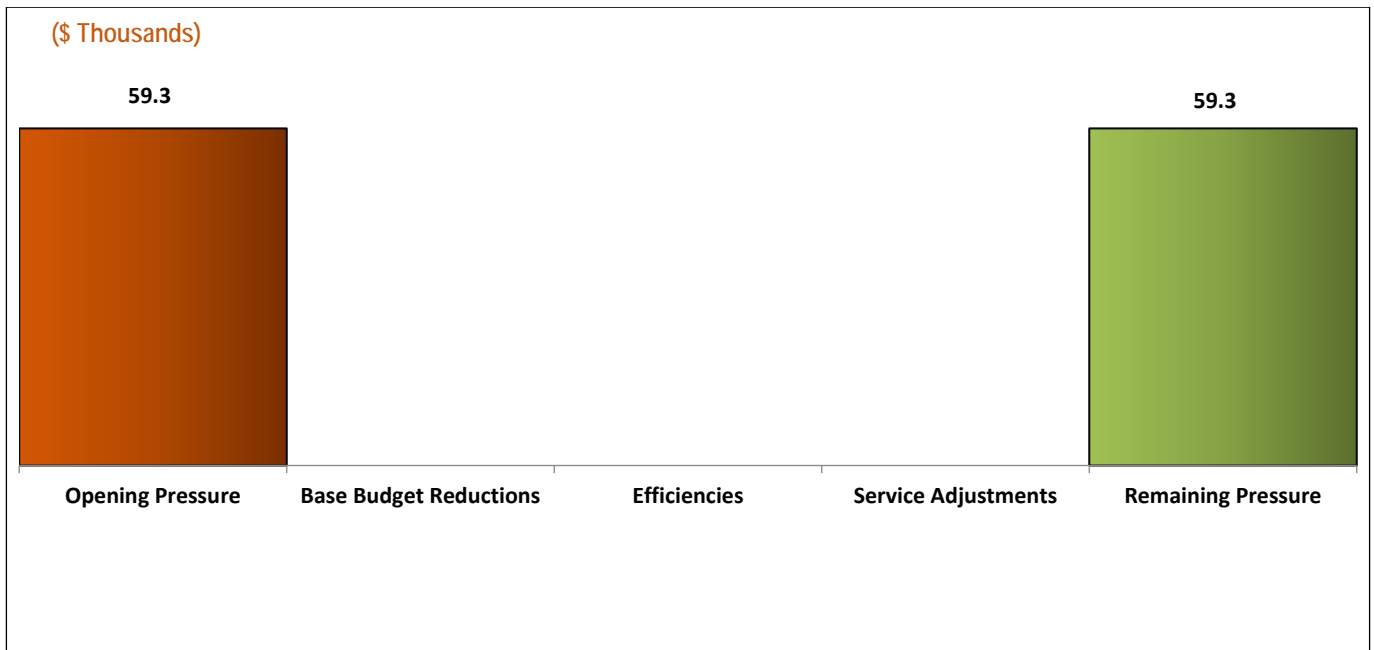 ($ Thousands)
59.3
59.3
Opening Pressure
Base Budget Reductions
Efficiencies
Service Adjustments
Remaining Pressure